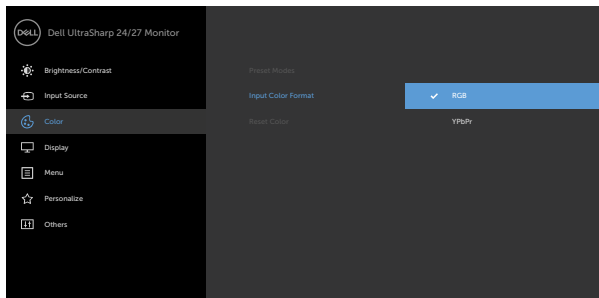 DELL
Dell UltraSharp 24/27 Monitor
Brightness/Contrast
Preset Modes
Input Source
Input Color Format
RGB
Color
Reset Color
YPbPr
Display
Menu
Personalize
Others